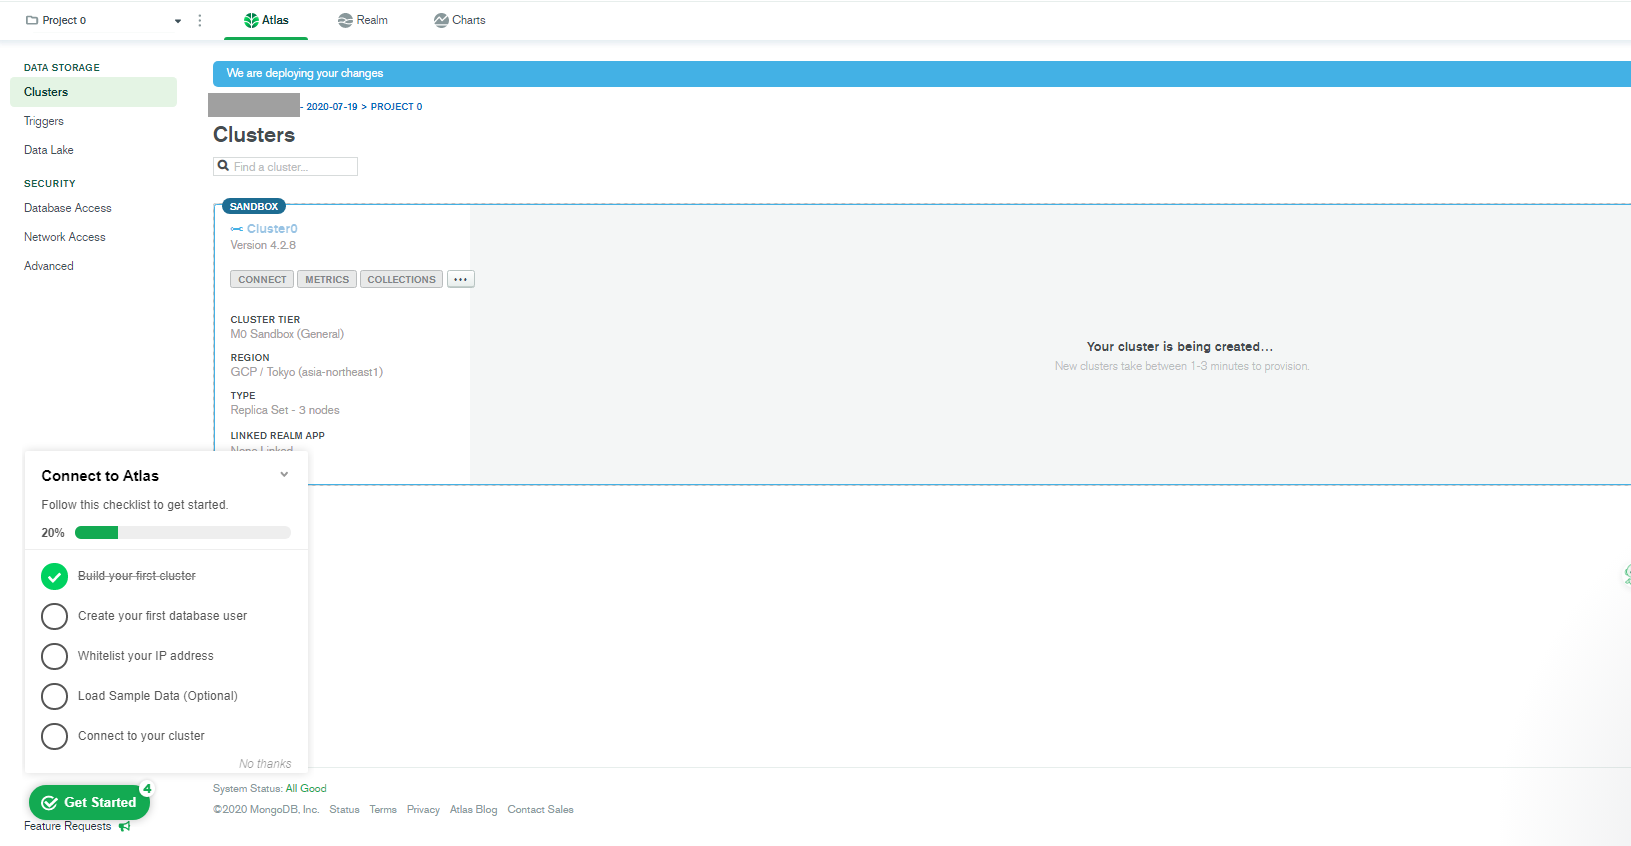 Project 0
Atlas
Realm
Charts
DATA STORAGE
Clusters
Triggers
Data Lake
SECURITY
Database Access
Network Access
Advanced
We are deploying your changes
- 2020-07-19 > PROJECT 0
Clusters
Find a cluster...
SANDBOX
Cluster0
Version 4.2.8
CONNECT
METRICS
COLLECTIONS
...
CLUSTER TIER
M0 Sandbox (General)
REGION
GCP / Tokyo (asia-northeast1)
TYPE
Replica Set - 3 nodes
LINKED REALM APP
None Linked
Your cluster is being created...
New clusters take between 1-3 minutes to provision.
Connect to Atlas
Follow this checklist to get started.
20%
Build your first cluster
Create your first database user
Whitelist your IP address
Load Sample Data (Optional)
Connect to your cluster
No thanks
Get Started
4
Feature Requests
System Status: All Good
©2020 MongoDB, Inc. Status Terms Privacy Atlas Blog Contact Sales